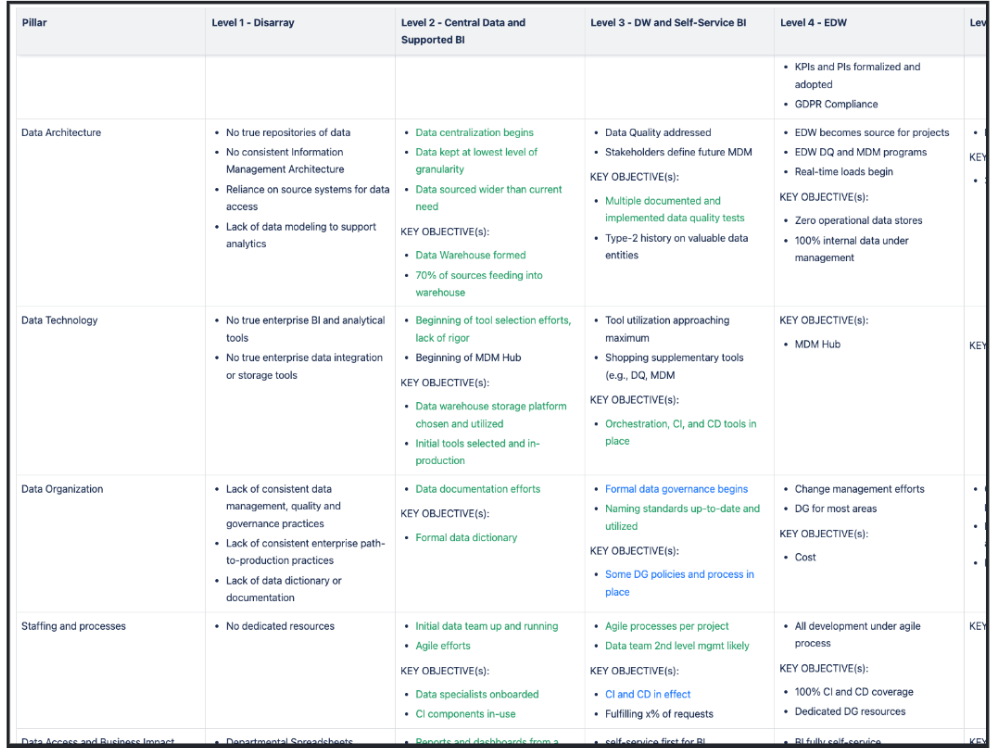 Pillar
Level 1 - Disarray
Level 2 - Central Data and
Supported BI
Level 3 - DW and Self-Service BI
Level 4 - EDW
• KPIs and PIs formalized and
adopted
• GDPR Compliance
Data Architecture
• No true repositories of data
• No consistent Information
Management Architecture
• Reliance on source systems for data
access
• Lack of data modeling to support
analytics
• Data centralization begins
• Data kept at lowest level of
granularity
• Data sourced wider than current
need
KEY OBJECTIVE(s):
• Data Warehouse formed
• 70% of sources feeding into
warehouse
• Data Quality addressed
• Stakeholders define future MDM
KEY OBJECTIVE(s):
• Multiple documented and
implemented data quality tests
• Type-2 history on valuable data
entities
• EDW becomes source for projects
• EDW DQ and MDM programs
• Real-time loads begin
KEY OBJECTIVE(s):
• Zero operational data stores
• 100% internal data under
management
KEY
Data Technology
• No true enterprise BI and analytical
tools
• No true enterprise data integration
or storage tools
• Beginning of tool selection efforts,
lack of rigor
• Beginning of MDM Hub
KEY OBJECTIVE(s):
• Data warehouse storage platform
chosen and utilized
• Initial tools selected and in-
production
• Tool utilization approaching
maximum
• Shopping supplementary tools
(e.g., DQ, MDM
KEY OBJECTIVE(s):
• Orchestration, CI, and CD tools in
place
KEY OBJECTIVE(s):
• MDM Hub
KEY
Data Organization
• Lack of consistent data
management, quality and
governance practices
• Lack of consistent enterprise path-
to-production practices
• Lack of data dictionary or
documentation
• Data documentation efforts
KEY OBJECTIVE(s):
• Formal data dictionary
• Formal data governance begins
• Naming standards up-to-date and
utilized
KEY OBJECTIVE(s):
• Some DG policies and process in
place
• Change management efforts
• DG for most areas
KEY OBJECTIVE(s):
• Cost
Staffing and processes
• No dedicated resources
• Initial data team up and running
• Agile efforts
KEY OBJECTIVE(s):
• Data specialists onboarded
• CI components in-use
• Agile processes per project
• Data team 2nd level mgmt likely
KEY OBJECTIVE(s):
• CI and CD in effect
• Fulfilling x% of requests
• All development under agile
process
KEY OBJECTIVE(s):
• 100% CI and CD coverage
• Dedicated DG resources
KEY
Data Access and Business Impact
• Departmental Spreadsheets
• Reports and dashboards from a
• self-service first for BI
• BI fully self-service